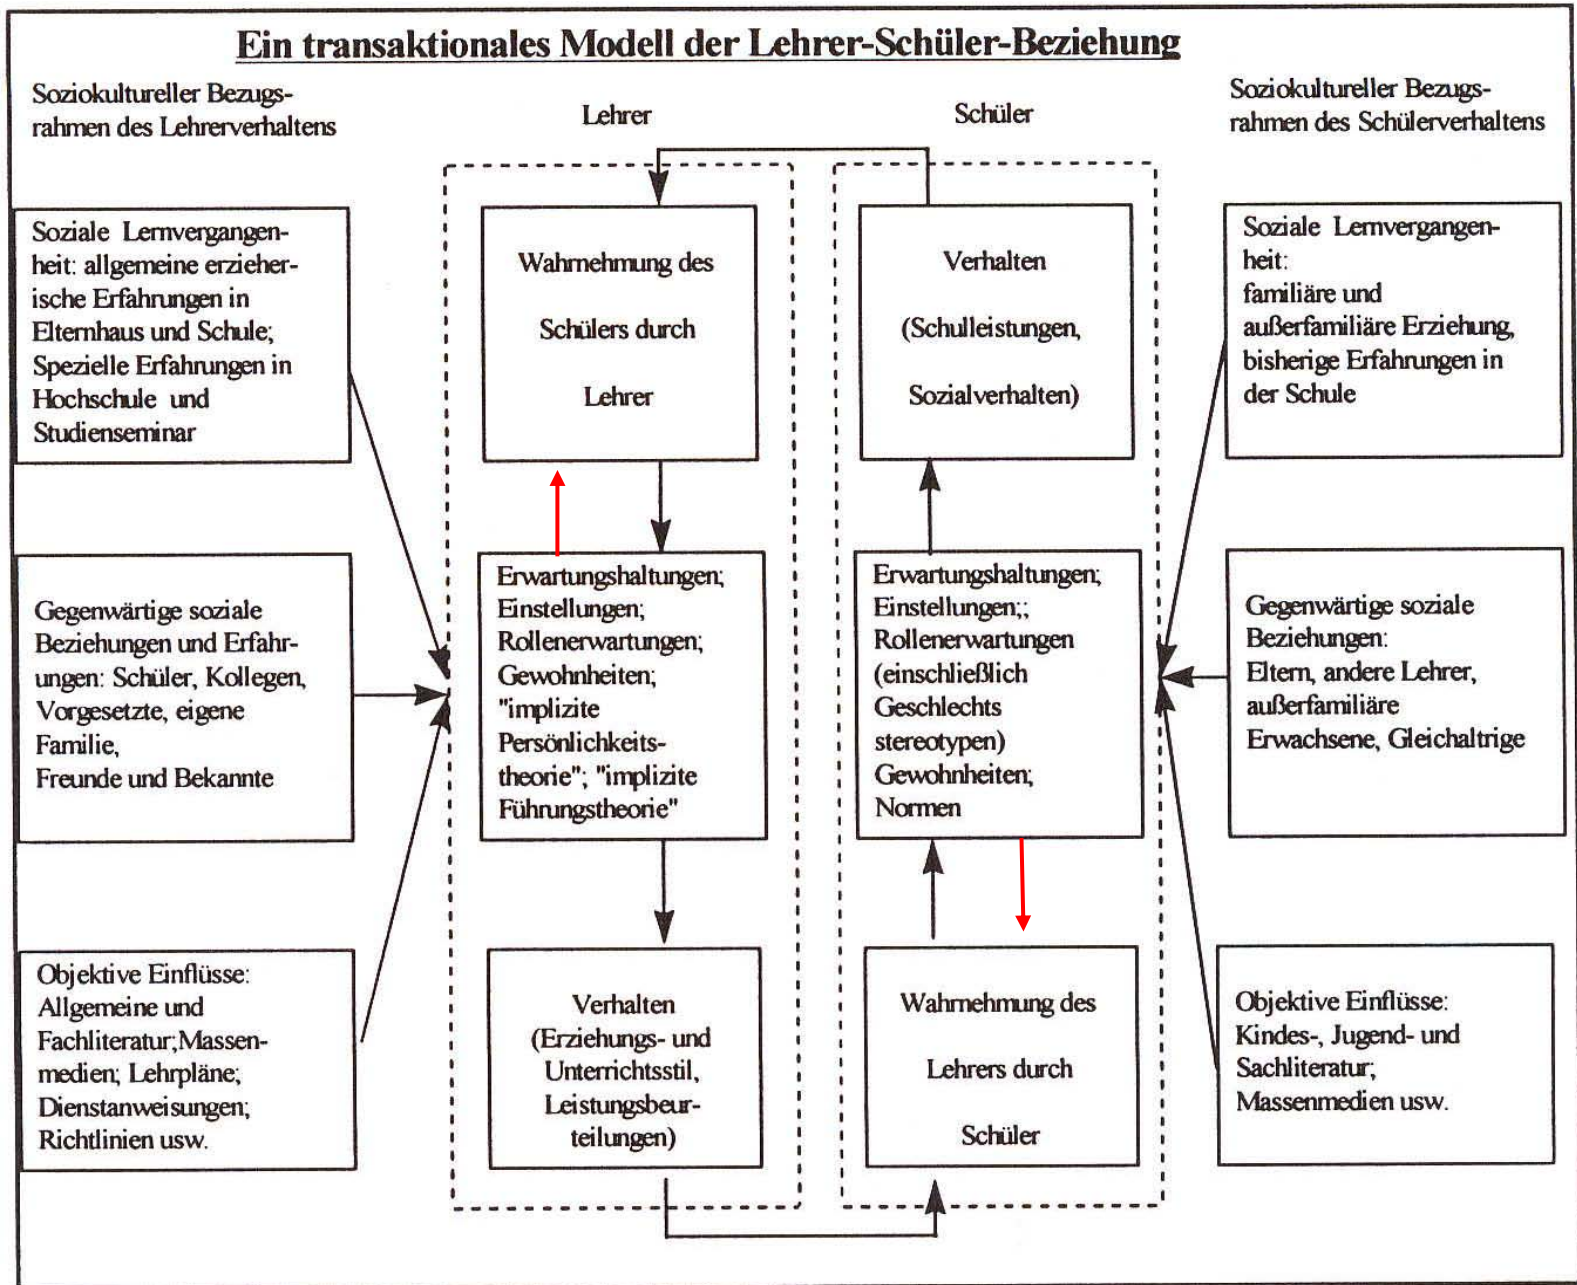 Ein transaktionales Modell der Lehrer-Schüler-Beziehung
Soziokultureller Bezugs-
rahmen des Lehrerverhaltens
Lehrer
Schüler
Soziokultureller Bezugs-
rahmen des Schülerverhaltens
Soziale Lernvergangen-
heit: allgemeine erzieher-
ische Erfahrungen in
Elternhaus und Schule;
Spezielle Erfahrungen in
Hochschule und
Studienseminar
Wahrnehmung des
Schülers durch
Lehrer
Verhalten
(Schulleistungen,
Sozialverhalten)
Soziale Lernvergangen-
heit:
familiäre und
außerfamiliäre Erziehung,
bisherige Erfahrungen in
der Schule
Gegenwärtige soziale
Beziehungen und Erfahr-
ungen: Schüler, Kollegen,
Vorgesetzte, eigene
Familie,
Freunde und Bekannte
Erwartungshaltungen;
Einstellungen;
Rollenerwartungen;
Gewohnheiten;
"implizite
Persönlichkeits-
theorie"; "implizite
Führungstheorie"
Erwartungshaltungen;
Einstellungen;;
Rollenerwartungen
(einschließlich
Geschlechts
stereotypen)
Gewohnheiten;
Normen
Gegenwärtige soziale
Beziehungen:
Eltern, andere Lehrer,
außerfamiliäre
Erwachsene, Gleichaltrige
Objektive Einflüsse:
Allgemeine und
Fachliteratur;Massen-
medien; Lehrpläne;
Dienstanweisungen;
Richtlinien usw.
Verhalten
(Erziehungs- und
Unterrichtsstil,
Leistungsbeur-
teilungen)
Wahrnehmung des
Lehrers durch
Schüler
Objektive Einflüsse:
Kindes-, Jugend- und
Sachliteratur;
Massenmedien usw.